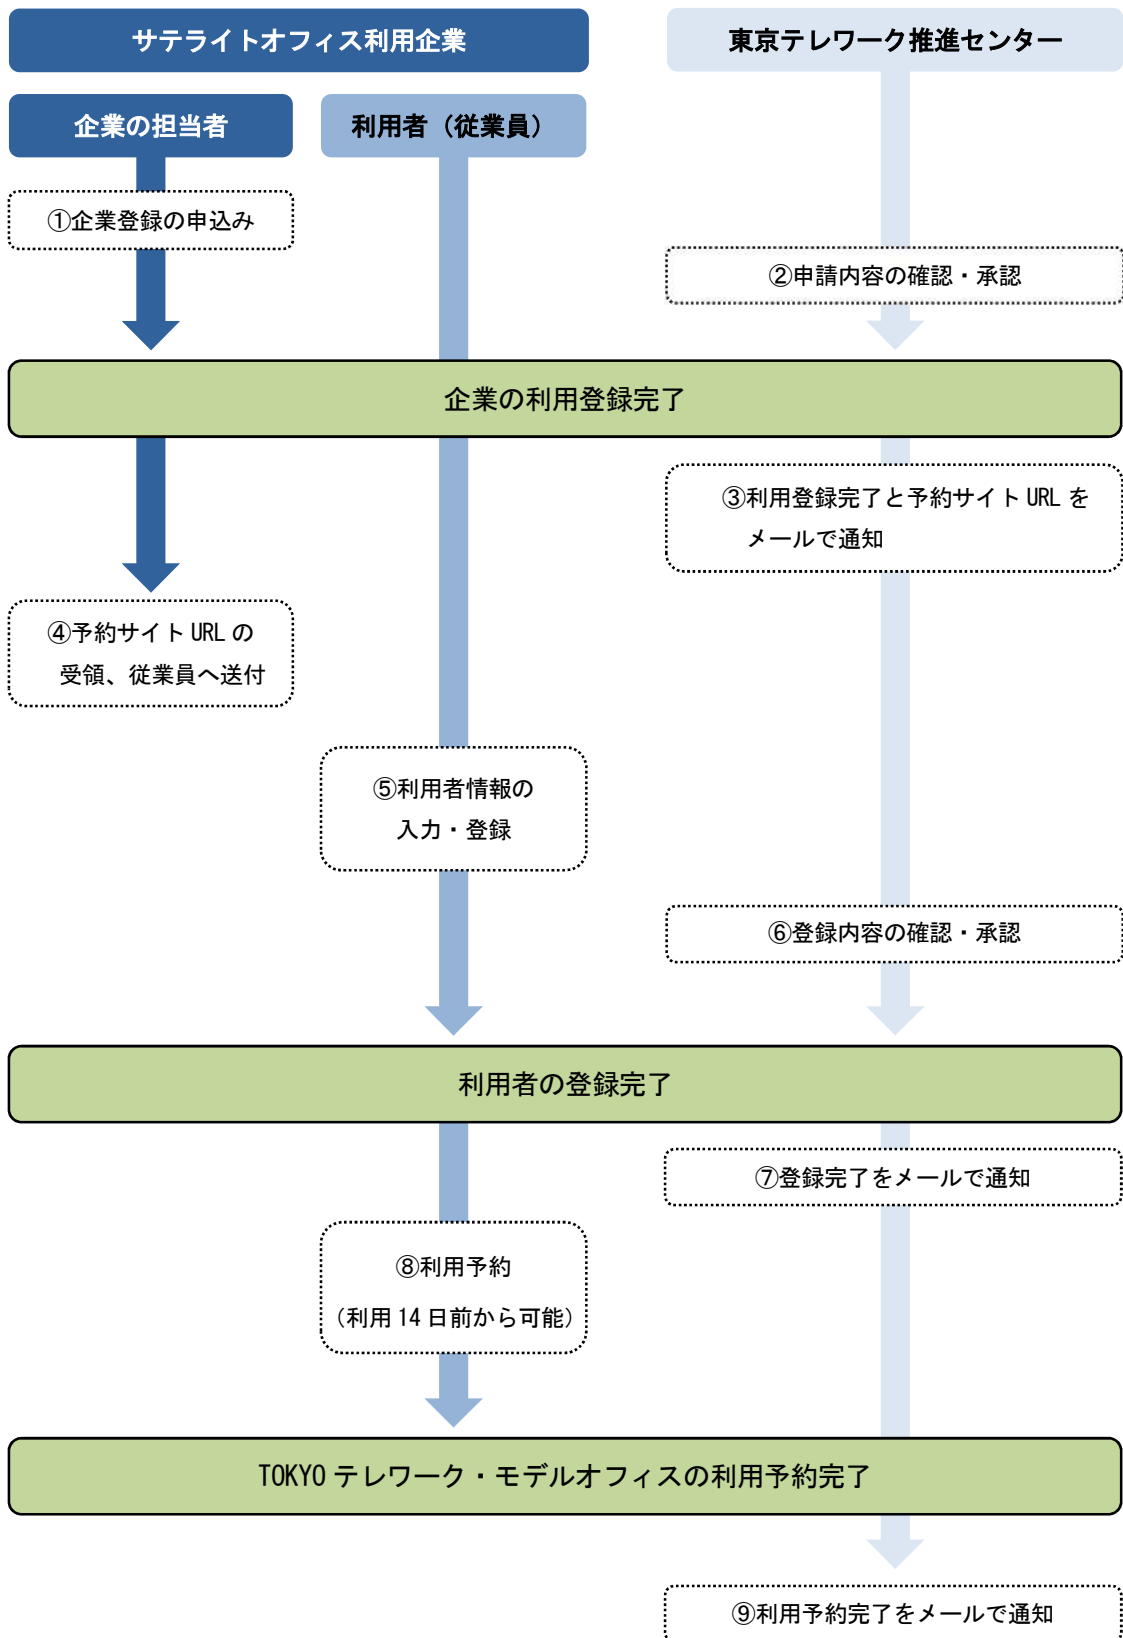 サテライトオフィス利用企業
東京テレワーク推進センター
企業の担当者
利用者（従業員）
①企業登録の申込み
②申請内容の確認・承認
企業の利用登録完了
③利用登録完了と予約サイト URL を
メールで通知
④予約サイト URL の
受領、従業員へ送付
⑤利用者情報の
入力・登録
⑥登録内容の確認・承認
利用者の登録完了
⑦登録完了をメールで通知
⑧利用予約
（利用 14 日前から可能）
TOKYO テレワーク・モデルオフィスの利用予約完了
⑨利用予約完了をメールで通知